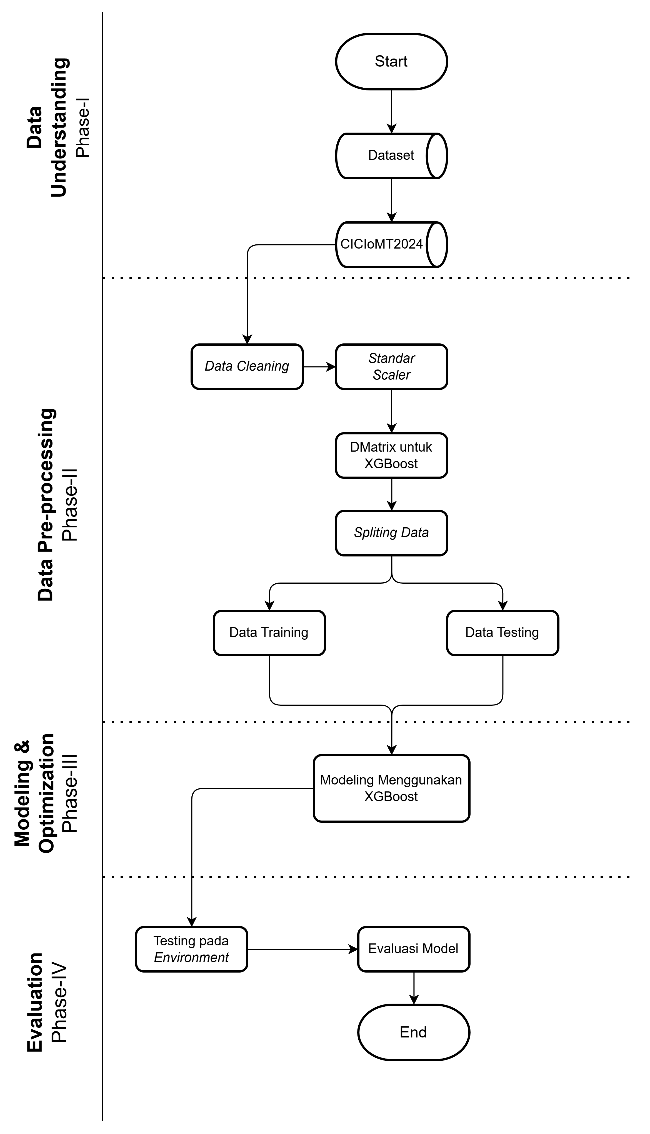 Data
Understanding
Phase-I
Start
Dataset
CICIoMT2024
Data Pre-processing
Phase-II
Data Cleaning
Standar
Scaler
DMatrix untuk
XGBoost
Spliting Data
Data Training
Data Testing
Modeling &
Optimization
Phase-III
Modeling Menggunakan
XGBoost
Evaluation
Phase-IV
Testing pada
Environment
Evaluasi Model
End